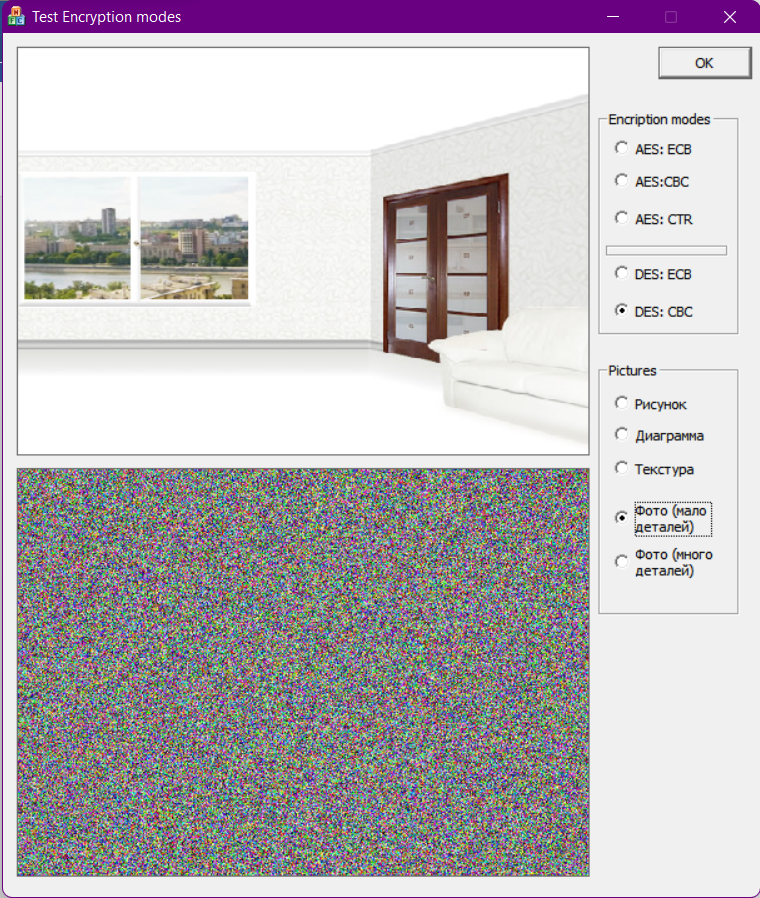 Test Encryption modes
OK
Encription modes
AES: ECB
AES:CBC
AES: CTR
DES: ECB
DES: CBC
Pictures
Рисунок
Диаграмма
Текстура
Фото (мало
деталей)
Фото (много
деталей)